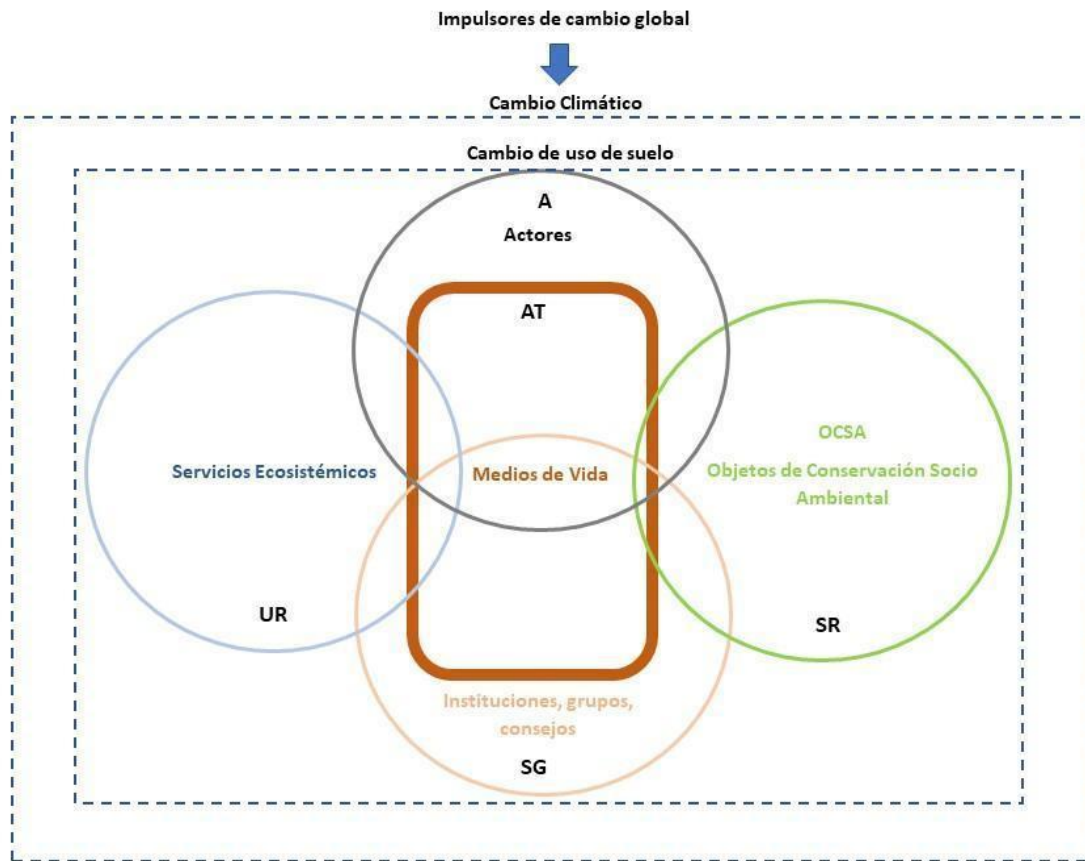 Impulsores de cambio global
Cambio Climático
Cambio de uso de suelo
A
Actores
AT
Servicios Ecosistémicos
Medios de Vida
OCSA
Objetos de Conservación Socio
Ambiental
UR
SR
Instituciones, grupos,
consejos
SG